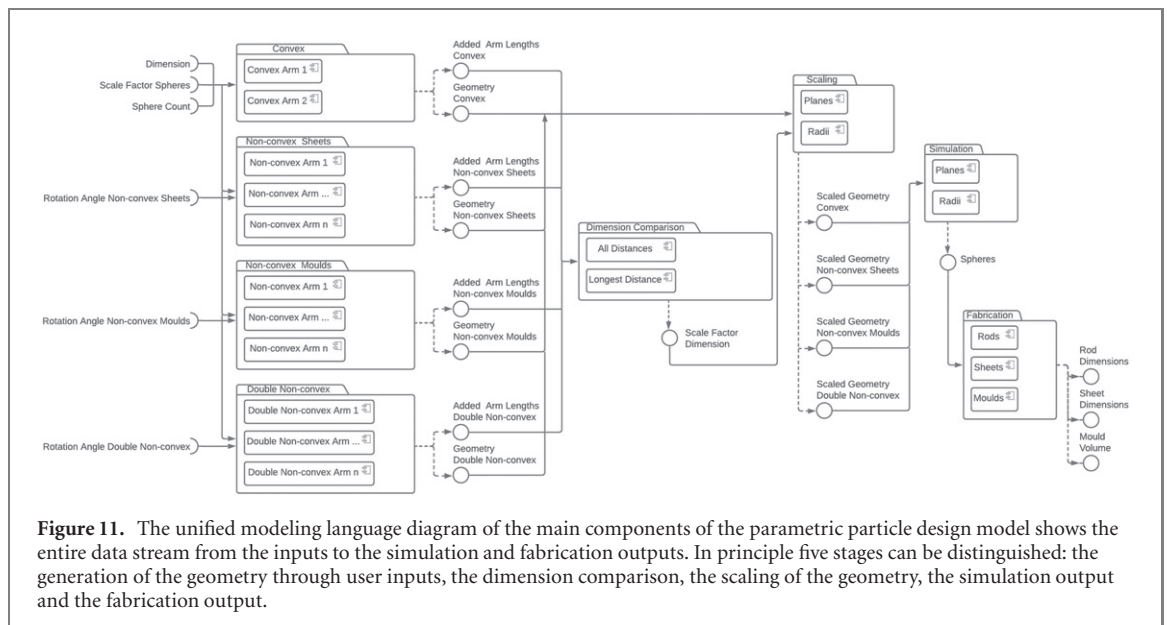 Dimension
Scale Factor Spheres
Sphere Count
Rotation Angle Non-convex Sheets
Rotation Angle Non-convex Moulds
Rotation Angle Double Non-convex
Convex
Convex Arm 1
Convex Arm 2
Non-convex Sheets
Non-convex Arm 1
Non-convex Arm ...
Non-convex Arm n
Non-convex Moulds
Non-convex Arm 1
Non-convex Arm ...
Non-convex Arm n
Double Non-convex
Double Non-convex Arm 1
Double Non-convex Arm ...
Double Non-convex Arm n
Added Arm Lengths
Convex
Geometry
Convex
Added Arm Lengths
Non-convex Sheets
Geometry
Non-convex Sheets
Added Arm Lengths
Non-convex Moulds
Geometry
Non-convex Moulds
Added Arm Lengths
Double Non-convex
Geometry
Double Non-convex
Dimension Comparison
All Distances
Longest Distance
Scale Factor
Dimension
Scaling
Planes
Radii
Scaled Geometry
Convex
Scaled Geometry
Non-convex Sheets
Scaled Geometry
Non-convex Moulds
Scaled Geometry
Double Non-convex
Simulation
Planes
Radii
Spheres
Fabrication
Rods
Sheets
Moulds
Rod
Dimensions
Sheet
Dimensions
Mould
Volume
Figure 11. The unified modeling language diagram of the main components of the parametric particle design model shows the
entire data stream from the inputs to the simulation and fabrication outputs. In principle five stages can be distinguished: the
generation of the geometry through user inputs, the dimension comparison, the scaling of the geometry, the simulation output
and the fabrication output.